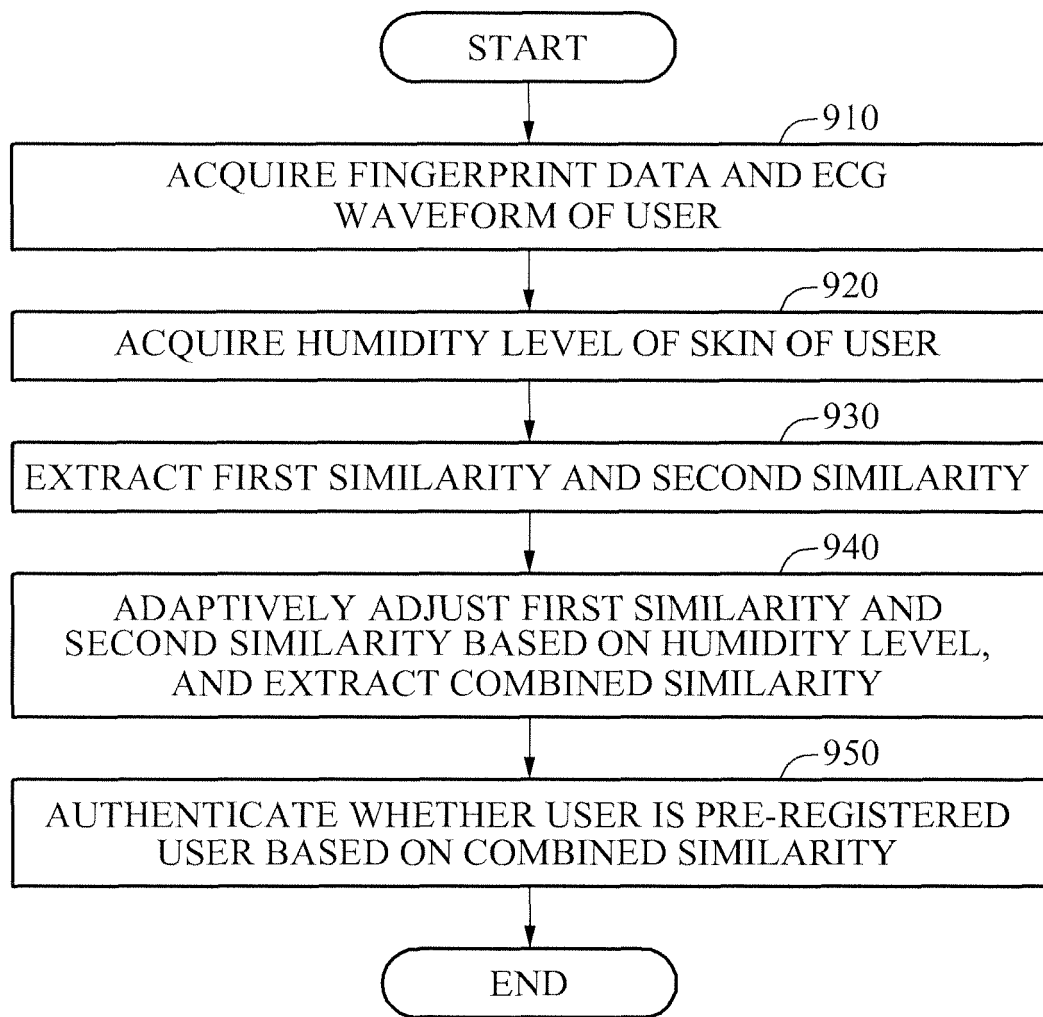 START
910
ACQUIRE FINGERPRINT DATA AND ECG
WAVEFORM OF USER
920
ACQUIRE HUMIDITY LEVEL OF SKIN OF USER
930
EXTRACT FIRST SIMILARITY AND SECOND SIMILARITY
940
ADAPTIVELY ADJUST FIRST SIMILARITY AND
SECOND SIMILARITY BASED ON HUMIDITY LEVEL,
AND EXTRACT COMBINED SIMILARITY
950
AUTHENTICATE WHETHER USER IS PRE-REGISTERED
USER BASED ON COMBINED SIMILARITY
END